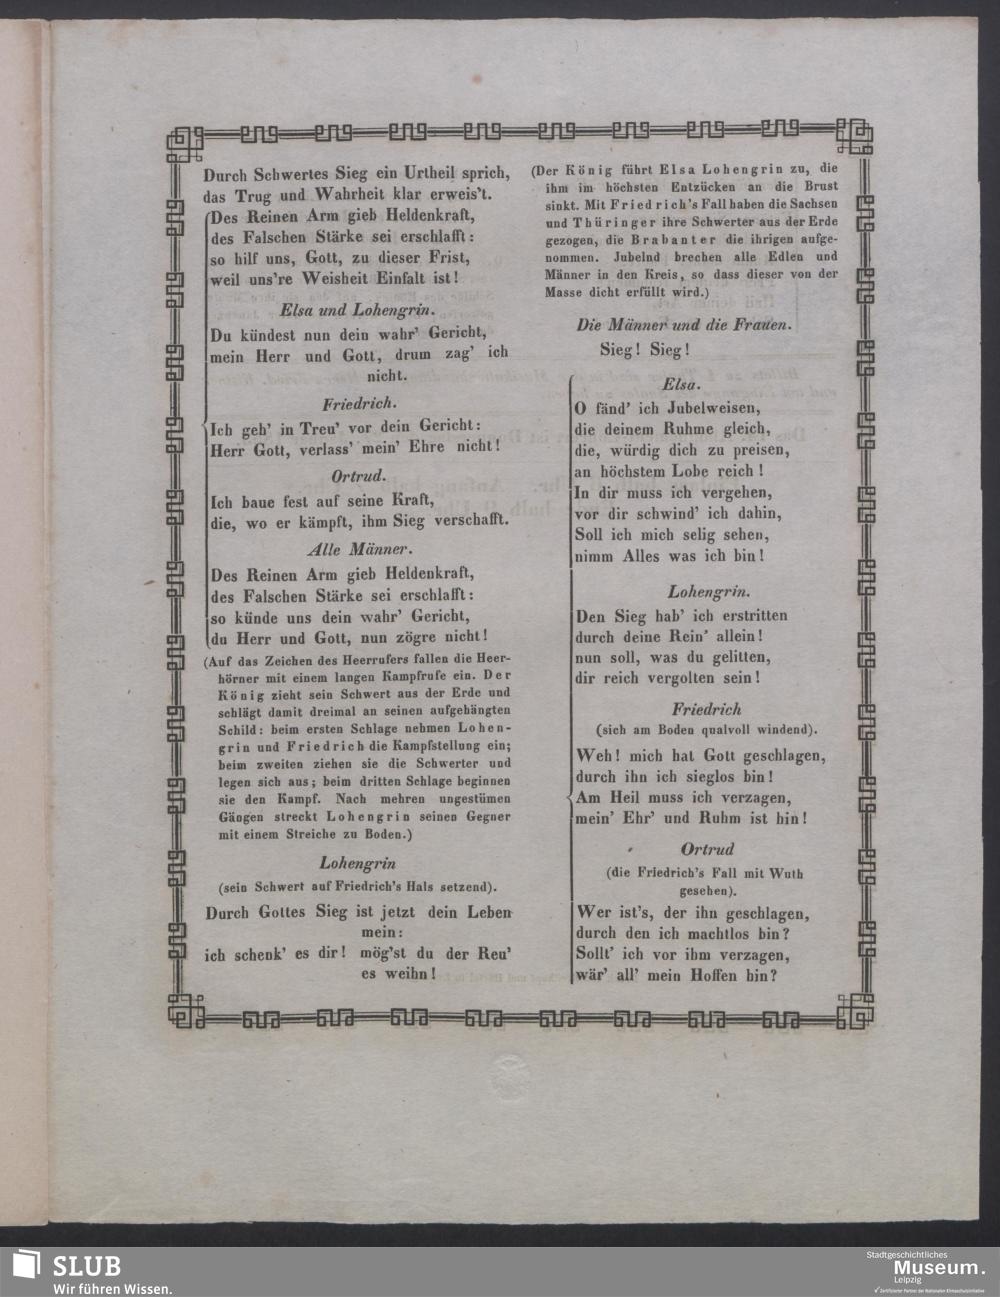 Durch Schwertes Sieg ein Urtheil sprich,
das Trug und Wahrheit klar erweis't.
Des Reinen Arm gieb Heldenkraft,
des Falschen Stärke sei erschlafft:
so hilf uns, Gott, zu dieser Frist,
weil uns're Weisheit Einfalt ist!
Elsa und Lohengrin.
Du kündest nun dein wahr' Gericht,
mein Herr und Gott, drum zag' ich
nicht.
Friedrich.
Ich geh' in Treu' vor dein Gericht:
Herr Gott, verlass' mein' Ehre nicht!
Ortrud.
Ich baue fest auf seine Kraft,
die, wo er kämpft, ihm Sieg verschafft.
Alle Männer.
Des Reinen Arm gieb Heldenkraft,
des Falschen Stärke sei erschlafft:
so künde uns dein wahr' Gericht,
du Herr und Gott, nun zögre nicht!
(Auf das Zeichen des Heerrufers fallen die Heer-
hörner mit einem langen Kampfrufe ein. Der
König zieht sein Schwert aus der Erde und
schlägt damit dreimal an seinen aufgehängten
Schild: beim ersten Schlage nehmen Lohen-
grin und Friedrich die Kampfstellung ein;
beim zweiten ziehen sie die Schwerter und
legen sich aus; beim dritten Schlage beginnen
sie den Kampf. Nach mehren ungestümen
Gängen streckt Lohengrin seinen Gegner
mit einem Streiche zu Boden.)
Lohengrin
(sein Schwert auf Friedrich's Hals setzend).
Durch Gottes Sieg ist jetzt dein Leben
mein:
ich schenk' es dir! mög'st du der Reu'
es weihn!
(Der König führt Elsa Lohengrin zu, die
ihm im höchsten Entzücken an die Brust
sinkt. Mit Friedrich's Fall haben die Sachsen
und Thüringer ihre Schwerter aus der Erde
gezogen, die Brabanter die ihrigen aufge-
nommen. Jubelnd brechen alle Edlen und
Männer in den Kreis, so dass dieser von der
Masse dicht erfüllt wird.)
Die Männer und die Frauen.
Sieg! Sieg!
Elsa.
O fänd' ich Jubelweisen,
die deinem Ruhme gleich,
die, würdig dich zu preisen,
an höchstem Lobe reich!
In dir muss ich vergehen,
vor dir schwind' ich dahin,
Soll ich mich selig sehen,
nimm Alles was ich bin!
Lohengrin.
Den Sieg hab' ich erstritten
durch deine Rein' allein!
nun soll, was du gelitten,
dir reich vergolten sein!
Friedrich
(sich am Boden qualvoll windend).
Weh! mich hat Gott geschlagen,
durch ihn ich sieglos bin!
Am Heil muss ich verzagen,
mein' Ehr' und Ruhm ist hin!
Ortrud
(die Friedrich's Fall mit Wuth
gesehen).
Wer ist's, der ihn geschlagen,
durch den ich machtlos bin?
Sollt' ich vor ihm verzagen,
wär' all' mein Hoffen hin?
SLUB
Wir führen Wissen.
Stadtgeschichtliches
Museum.
Leipzig
Zertifizierter Partner der Nationalen Klimaschutzinitiative